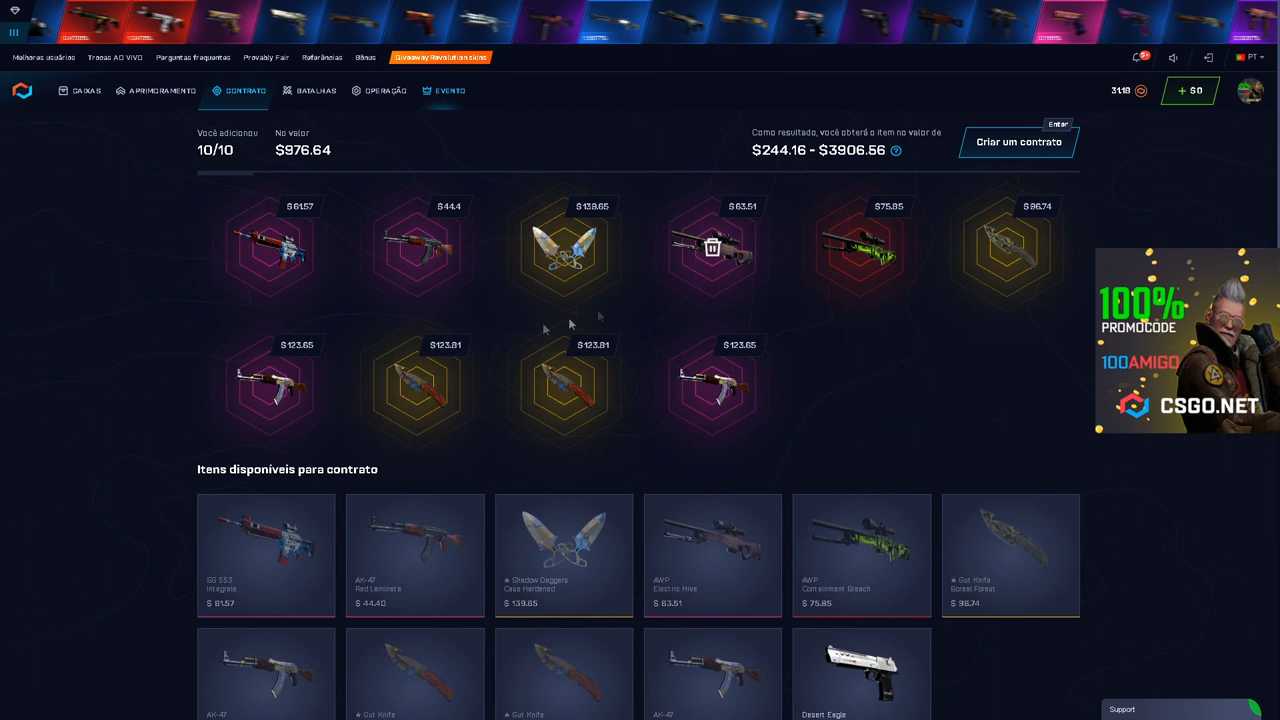 Melhores usuários Trocas AO VIVO Perguntas frequentes Provably Fair Referências Bônus Giveaway Revolution skins 5+ PT
CAIXAS APRIMORAMENTO CONTRATO BATALHAS OPERAÇÃO EVENTO 31.18 + $0
Você adicionou No valor Como resultado, você obterá o item no valor de Enter
10/10 $976.64 $244.16 - $3906.56 ? Criar um contrato
$61.57 $44.4 $139.65 $63.51 $75.85 $96.74
100%
PROMOCODE
100AMIGO
CSGO.NET
$123.65 $123.81 $123.81 $123.65
Itens disponíveis para contrato
SG 553 AK-47 ★ Shadow Daggers AWP AWP ★ Gut Knife
Integrale Red Laminate Case Hardened Electric Hive Containment Breach Boreal Forest
$ 61.57 $ 44.40 $ 139.65 $ 63.51 $ 75.85 $ 96.74
AK-47 ★ Gut Knife ★ Gut Knife AK-47 Desert Eagle
Support